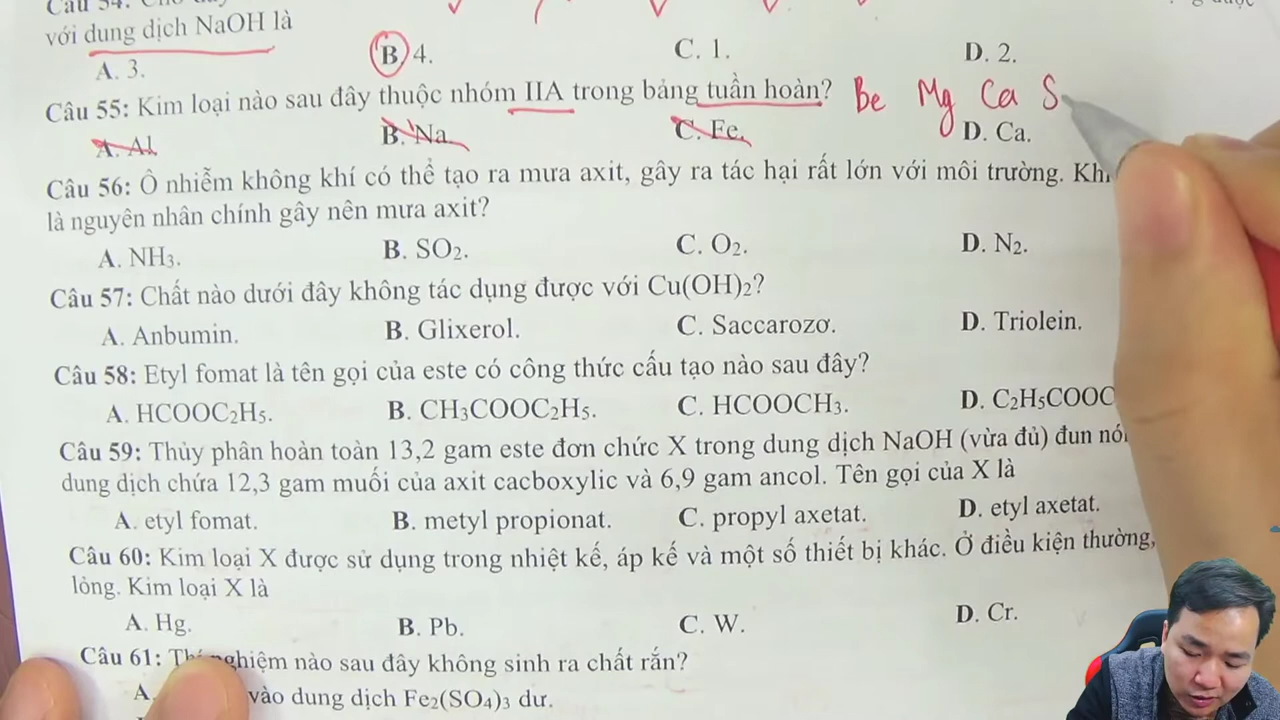 Câu 54:
với dung dịch NaOH là
A. 3. B. 4. C. 1. D. 2.
Câu 55: Kim loại nào sau đây thuộc nhóm IIA trong bảng tuần hoàn? Be Mg Ca S
A. Al. B. Na. C. Fe. D. Ca.
Câu 56: Ô nhiễm không khí có thể tạo ra mưa axit, gây ra tác hại rất lớn với môi trường.
là nguyên nhân chính gây nên mưa axit?
A. NH₃. B. SO₂. C. O₂. D. N₂.
Câu 57: Chất nào dưới đây không tác dụng được với Cu(OH)₂?
A. Anbumin. B. Glixerol. C. Saccarozơ. D. Triolein.
Câu 58: Etyl fomat là tên gọi của este có công thức cấu tạo nào sau đây?
A. HCOOC₂H₅. B. CH₃COOC₂H₅. C. HCOOCH₃. D. C₂H₅COOC
Câu 59: Thủy phân hoàn toàn 13,2 gam este đơn chức X trong dung dịch NaOH (vừa đủ) đun
dung dịch chứa 12,3 gam muối của axit cacboxylic và 6,9 gam ancol. Tên gọi của X là
A. etyl fomat. B. metyl propionat. C. propyl axetat. D. etyl axetat.
Câu 60: Kim loại X được sử dụng trong nhiệt kế, áp kế và một số thiết bị khác. Ở điều kiện thường,
lỏng. Kim loại X là
A. Hg. B. Pb. C. W. D. Cr.
Câu 61: nghiệm nào sau đây không sinh ra chất rắn?
A. vào dung dịch Fe₂(SO₄)₃ dư.